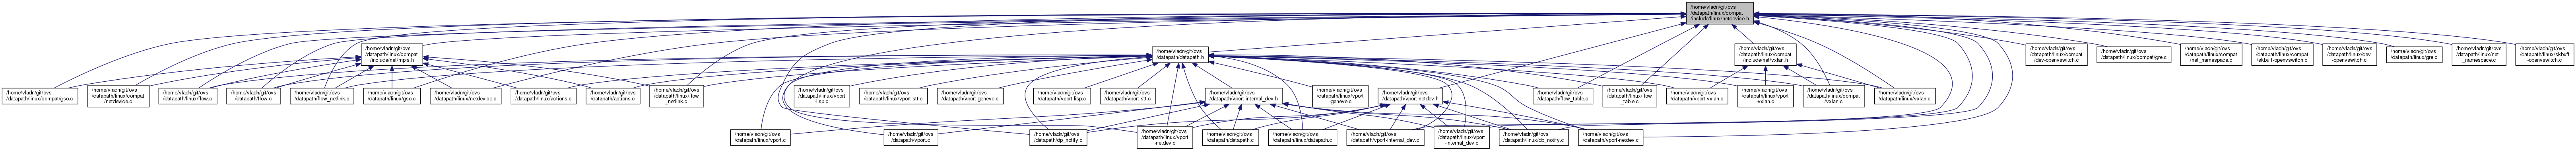 /home/vladn/git/ovs
/datapath/linux/compat
/include/linux/netdevice.h
/home/vladn/git/ovs
/datapath/linux/compat
/include/net/mpls.h
/home/vladn/git/ovs
/datapath/datapath.h
/home/vladn/git/ovs
/datapath/linux/compat
/include/net/vxlan.h
/home/vladn/git/ovs
/datapath/linux/compat
/dev-openvswitch.c
/home/vladn/git/ovs
/datapath/linux/compat/gre.c
/home/vladn/git/ovs
/datapath/linux/compat
/net_namespace.c
/home/vladn/git/ovs
/datapath/linux/compat
/skbuff-openvswitch.c
/home/vladn/git/ovs
/datapath/linux/dev
-openvswitch.c
/home/vladn/git/ovs
/datapath/linux/gre.c
/home/vladn/git/ovs
/datapath/linux/net
_namespace.c
/home/vladn/git/ovs
/datapath/linux/skbuff
-openvswitch.c
/home/vladn/git/ovs
/datapath/linux/compat/gso.c
/home/vladn/git/ovs
/datapath/linux/compat
/netdevice.c
/home/vladn/git/ovs
/datapath/linux/flow.c
/home/vladn/git/ovs
/datapath/flow.c
/home/vladn/git/ovs
/datapath/flow_netlink.c
/home/vladn/git/ovs
/datapath/linux/gso.c
/home/vladn/git/ovs
/datapath/linux/netdevice.c
/home/vladn/git/ovs
/datapath/linux/actions.c
/home/vladn/git/ovs
/datapath/actions.c
/home/vladn/git/ovs
/datapath/linux/flow
_netlink.c
/home/vladn/git/ovs
/datapath/linux/vport
-lisp.c
/home/vladn/git/ovs
/datapath/linux/vport-stt.c
/home/vladn/git/ovs
/datapath/vport-geneve.c
/home/vladn/git/ovs
/datapath/vport-lisp.c
/home/vladn/git/ovs
/datapath/vport-stt.c
/home/vladn/git/ovs
/datapath/vport-internal_dev.h
/home/vladn/git/ovs
/datapath/linux/vport
-geneve.c
/home/vladn/git/ovs
/datapath/vport-netdev.h
/home/vladn/git/ovs
/datapath/flow_table.c
/home/vladn/git/ovs
/datapath/linux/flow
_table.c
/home/vladn/git/ovs
/datapath/vport-vxlan.c
/home/vladn/git/ovs
/datapath/linux/vport
-vxlan.c
/home/vladn/git/ovs
/datapath/linux/compat
/vxlan.c
/home/vladn/git/ovs
/datapath/linux/vxlan.c
/home/vladn/git/ovs
/datapath/linux/vport.c
/home/vladn/git/ovs
/datapath/vport.c
/home/vladn/git/ovs
/datapath/dp_notify.c
/home/vladn/git/ovs
/datapath/linux/vport
-netdev.c
/home/vladn/git/ovs
/datapath/datapath.c
/home/vladn/git/ovs
/datapath/linux/datapath.c
/home/vladn/git/ovs
/datapath/vport-internal_dev.c
/home/vladn/git/ovs
/datapath/linux/vport
-internal_dev.c
/home/vladn/git/ovs
/datapath/linux/dp_notify.c
/home/vladn/git/ovs
/datapath/vport-netdev.c